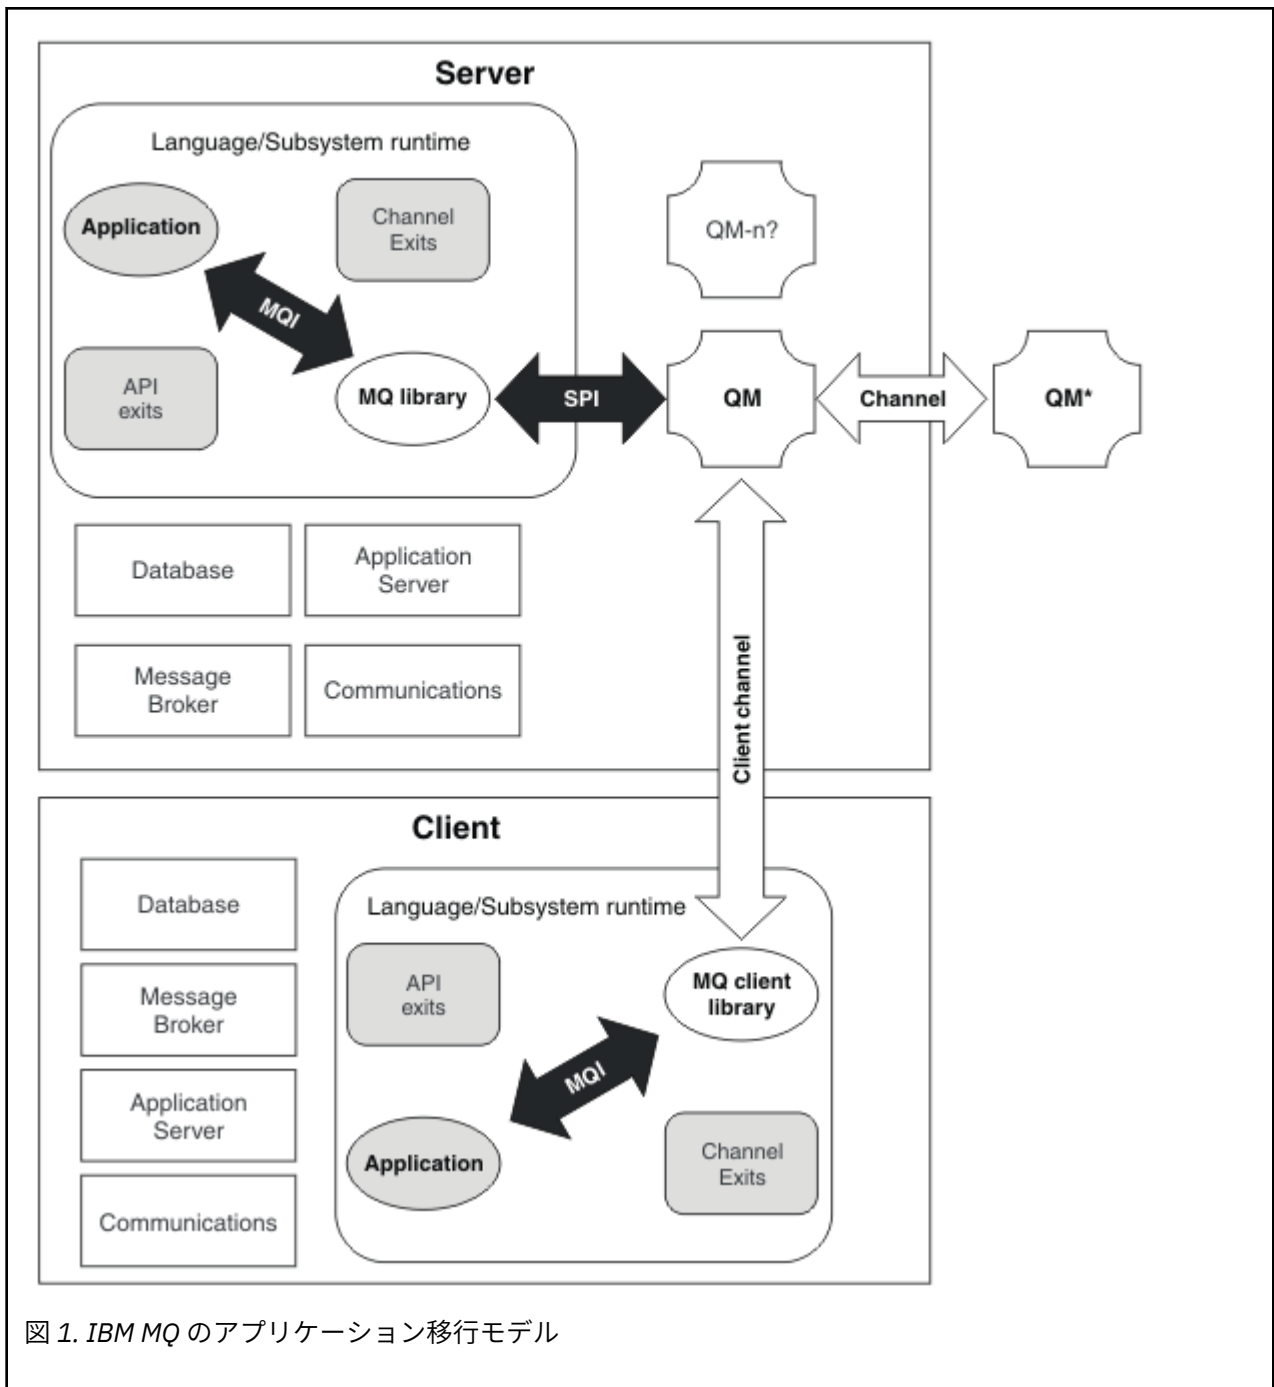 Server
Language/Subsystem runtime
Application
Channel
Exits
MQI
API
exits
MQ library
SPI
QM-n?
QM
Channel
QM*
Database
Application
Server
Message
Broker
Communications
Client channel
Client
Database
Message
Broker
Application
Server
Communications
Language/Subsystem runtime
API
exits
MQ client
library
MQI
Application
Channel
Exits
図 1. IBM MQ のアプリケーション移行モデル